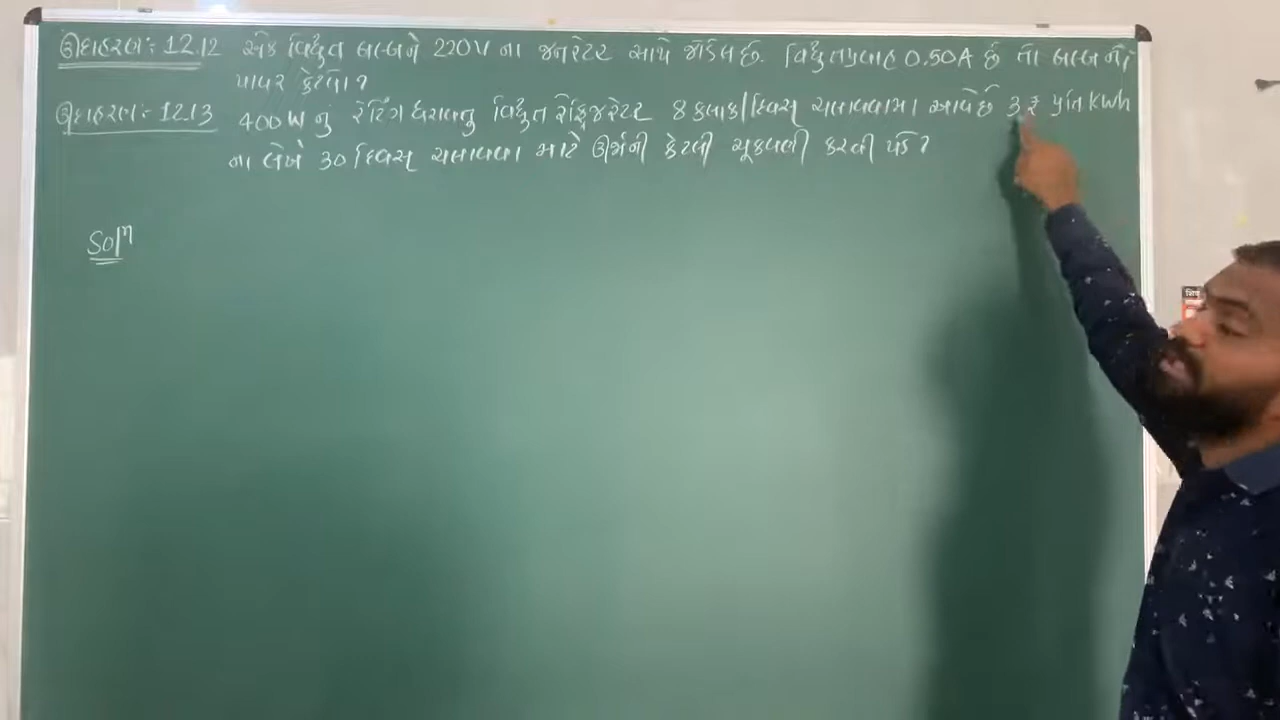 ઉદાહરણ:- 12.12 એક વિદ્યુત બલ્બને 220V ના જનરેટર સાથે જોડેલ છે. વિદ્યુતપ્રવાહ 0.50A છે તો બલ્બનો
પાવર કેટલો?
ઉદાહરણ:- 12.13 400W નું રેટિંગ ધરાવતુ વિદ્યુત રેફ્રિજરેટર 8 કલાક/દિવસ ચલાવવામાં આવેછે 3 ₹ પ્રતિ kwh
ના લેખે 30 દિવસ ચલાવવા માટે ઊર્જાની કેટલી ચૂકવણી કરવી પડે?
Solⁿ